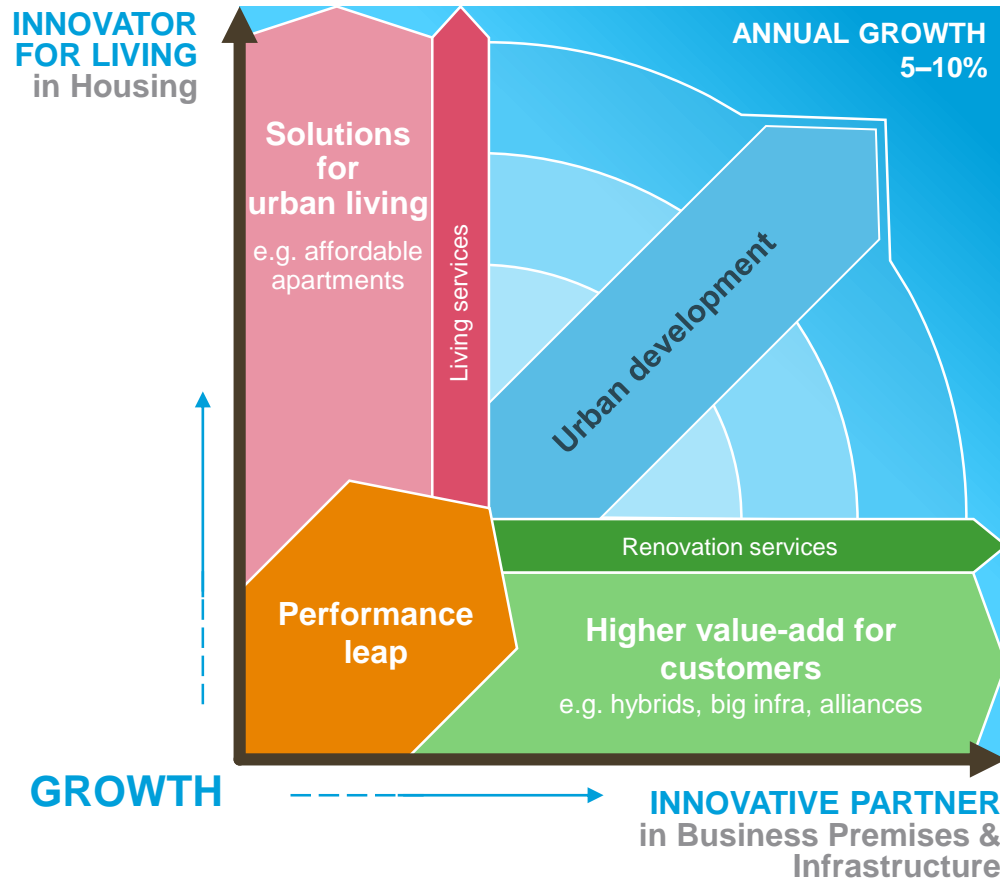 INNOVATOR
FOR LIVING
in Housing
ANNUAL GROWTH
5–10%
Solutions
for
urban living
e.g. affordable
apartments
Living services
Urban development
Renovation services
Performance
leap
Higher value-add for
customers
e.g. hybrids, big infra, alliances
GROWTH
INNOVATIVE PARTNER
in Business Premises &
Infrastructure